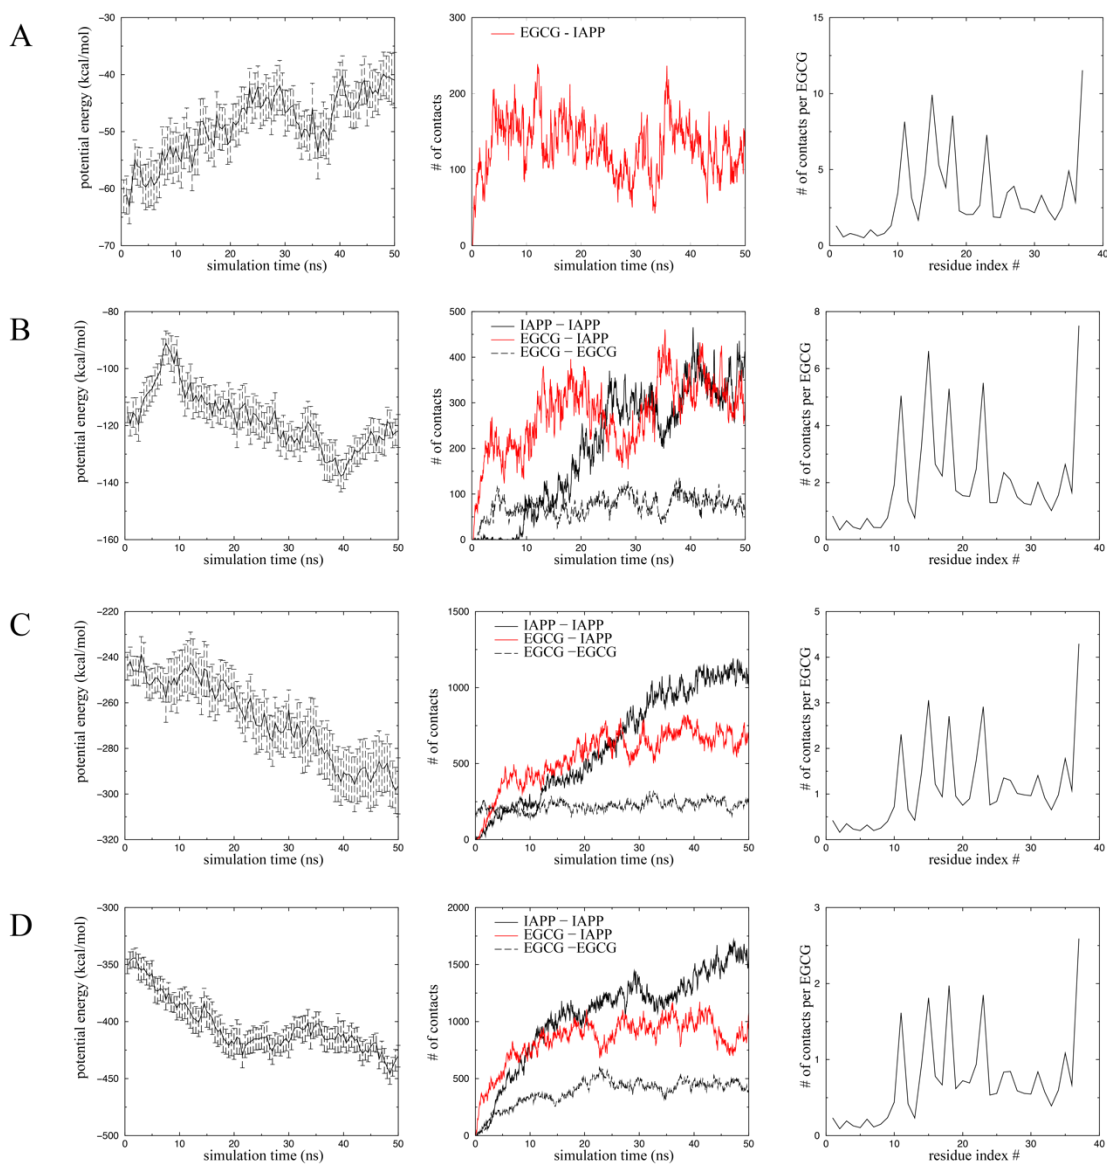 A
potential energy (kcal/mol)
−30
−40
−50
−60
−70
0 10 20 30 40 50
simulation time (ns)
# of contacts
300
200
100
0
EGCG - IAPP
0 10 20 30 40 50
simulation time (ns)
# of contacts per EGCG
15
10
5
0
0 10 20 30 40
residue index #
B
potential energy (kcal/mol)
−80
−100
−120
−140
−160
0 10 20 30 40 50
simulation time (ns)
# of contacts
500
400
300
200
100
0
IAPP − IAPP
EGCG − IAPP
EGCG − EGCG
0 10 20 30 40 50
simulation time (ns)
# of contacts per EGCG
8
6
4
2
0
0 10 20 30 40
residue index #
C
potential energy (kcal/mol)
−220
−240
−260
−280
−300
−320
0 10 20 30 40 50
simulation time (ns)
# of contacts
1500
1000
500
0
IAPP − IAPP
EGCG − IAPP
EGCG −EGCG
0 10 20 30 40 50
simulation time (ns)
# of contacts per EGCG
5
4
3
2
1
0
0 10 20 30 40
residue index #
D
potential energy (kcal/mol)
−300
−350
−400
−450
−500
0 10 20 30 40 50
simulation time (ns)
# of contacts
2000
1500
1000
500
0
IAPP − IAPP
EGCG − IAPP
EGCG −EGCG
0 10 20 30 40 50
simulation time (ns)
# of contacts per EGCG
3
2
1
0
0 10 20 30 40
residue index #